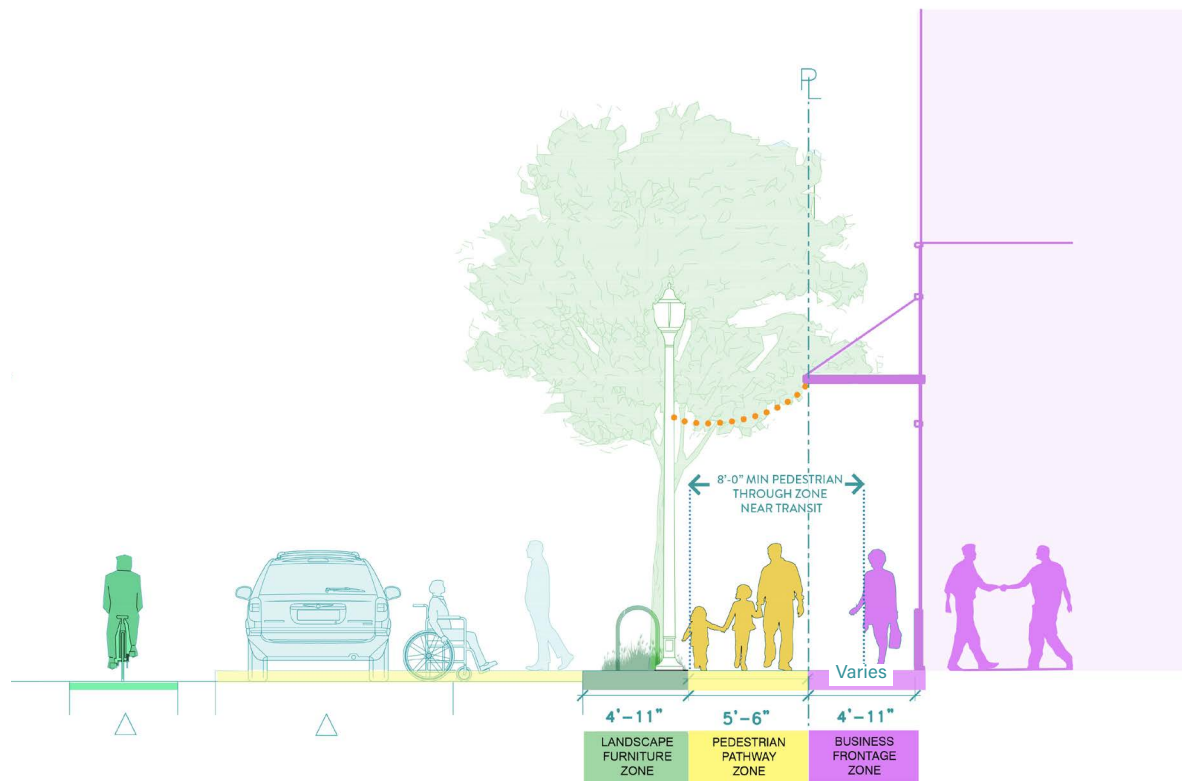 PL
8'-0" MIN PEDESTRIAN
THROUGH ZONE
NEAR TRANSIT
Varies
4'-11"
5'-6"
4'-11"
LANDSCAPE
FURNITURE
ZONE
PEDESTRIAN
PATHWAY
ZONE
BUSINESS
FRONTAGE
ZONE